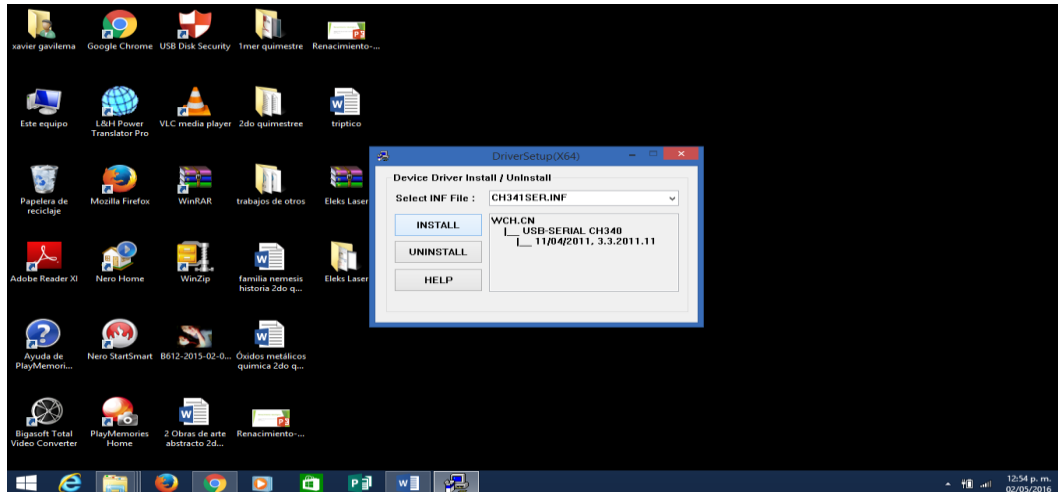 xavier gavilema
Google Chrome
USB Disk Security
1mer quimestre
Renacimiento-...
Este equipo
L&H Power
Translator Pro
VLC media player
2do quimestree
triptico
Papelera de
reciclaje
Mozilla Firefox
WinRAR
trabajos de otros
Eleks Laser
Adobe Reader XI
Nero Home
WinZip
familia nemesis
historia 2do q...
Eleks Laser
Ayuda de
PlayMemori...
Nero StartSmart
B612-2015-02-0...
Óxidos metálicos
quimica 2do q...
Bigasoft Total
Video Converter
PlayMemories
Home
2 Obras de arte
abstracto 2d...
Renacimiento-...
DriverSetup(X64)
Device Driver Install / UnInstall
Select INF File :
CH341SER.INF
INSTALL
UNINSTALL
HELP
WCH.CN
|__ USB-SERIAL CH340
|__ 11/04/2011, 3.3.2011.11
12:54 p. m.
02/05/2016